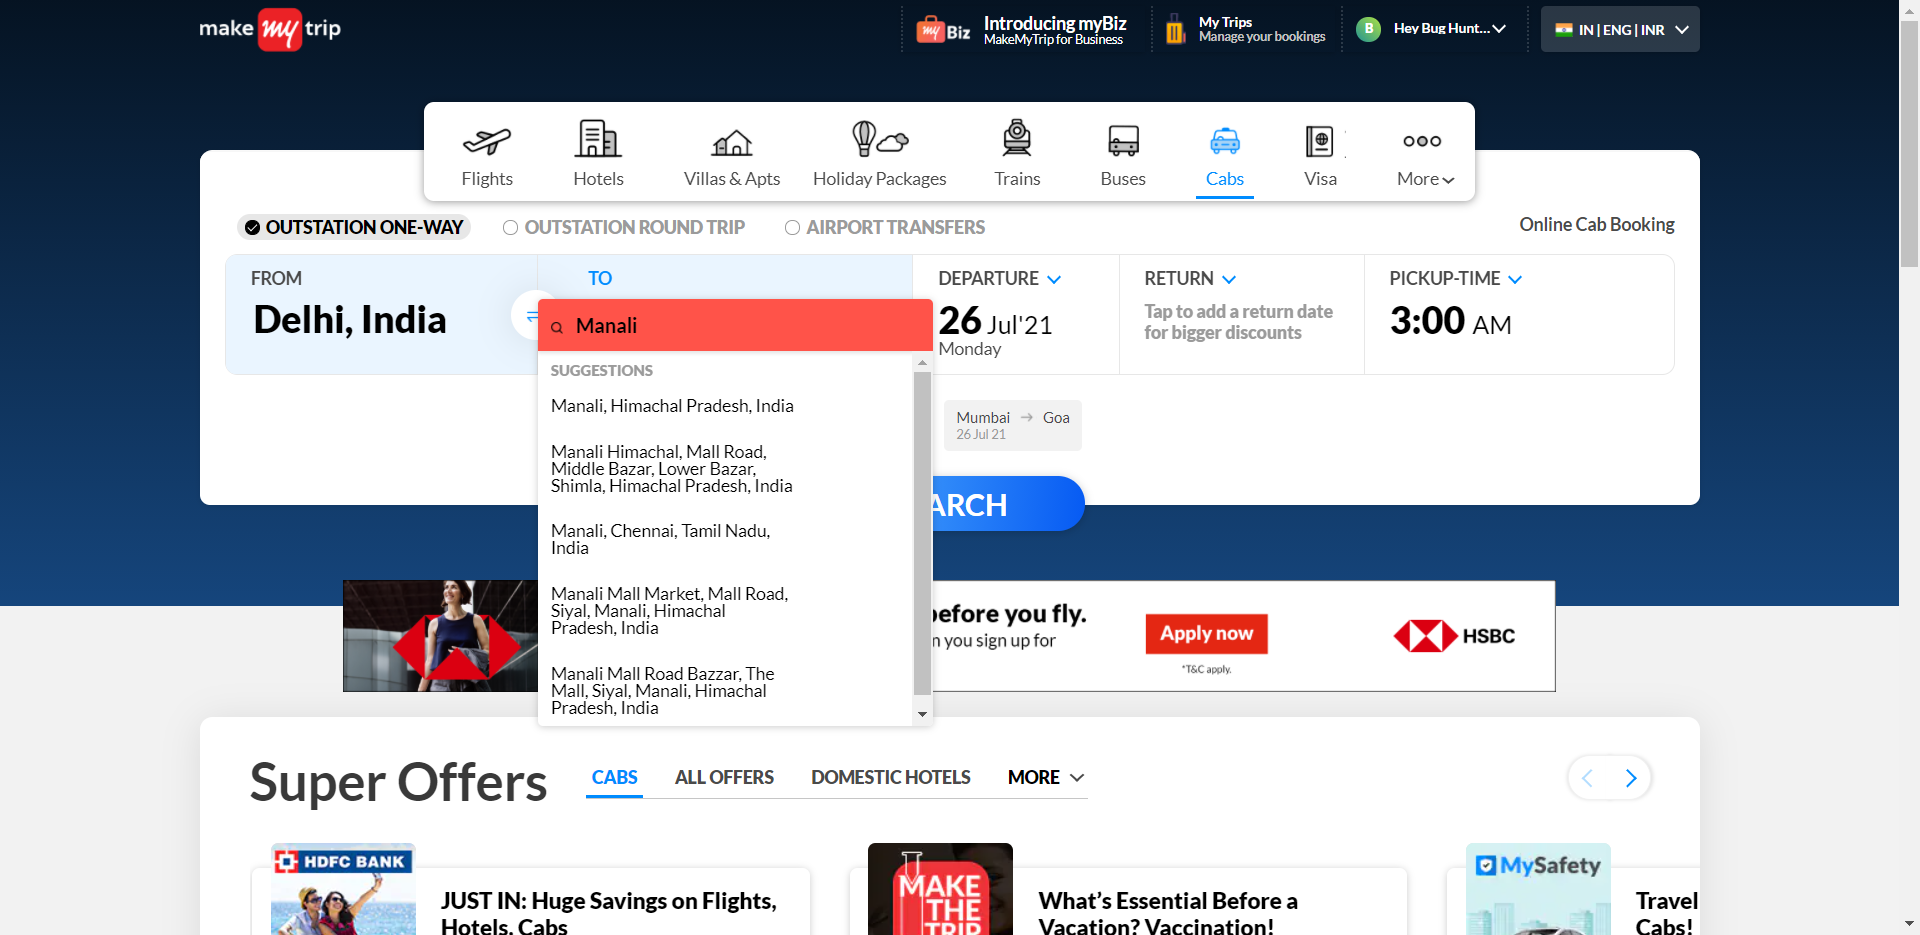 make my trip
my Biz
Introducing myBiz
MakeMyTrip for Business
My Trips
Manage your bookings
B
Hey Bug Hunt...
IN | ENG | INR
Flights
Hotels
Villas & Apts
Holiday Packages
Trains
Buses
Cabs
Visa
More
OUTSTATION ONE-WAY
OUTSTATION ROUND TRIP
AIRPORT TRANSFERS
Online Cab Booking
FROM
Delhi, India
TO
Manali
DEPARTURE
26 Jul'21
Monday
RETURN
Tap to add a return date
for bigger discounts
PICKUP-TIME
3:00 AM
SUGGESTIONS
Manali, Himachal Pradesh, India
Manali Himachal, Mall Road,
Middle Bazar, Lower Bazar,
Shimla, Himachal Pradesh, India
Manali, Chennai, Tamil Nadu,
India
Manali Mall Market, Mall Road,
Siyal, Manali, Himachal
Pradesh, India
Manali Mall Road Bazzar, The
Mall, Siyal, Manali, Himachal
Pradesh, India
Mumbai → Goa
26 Jul 21
ARCH
before you fly.
n you sign up for
Apply now
*T&C apply.
HSBC
Super Offers
CABS
ALL OFFERS
DOMESTIC HOTELS
MORE
HDFC BANK
JUST IN: Huge Savings on Flights,
Hotels, Cabs
MAKE
THE
TRIP
What's Essential Before a
Vacation? Vaccination!
MySafety
Travel
Cabs!